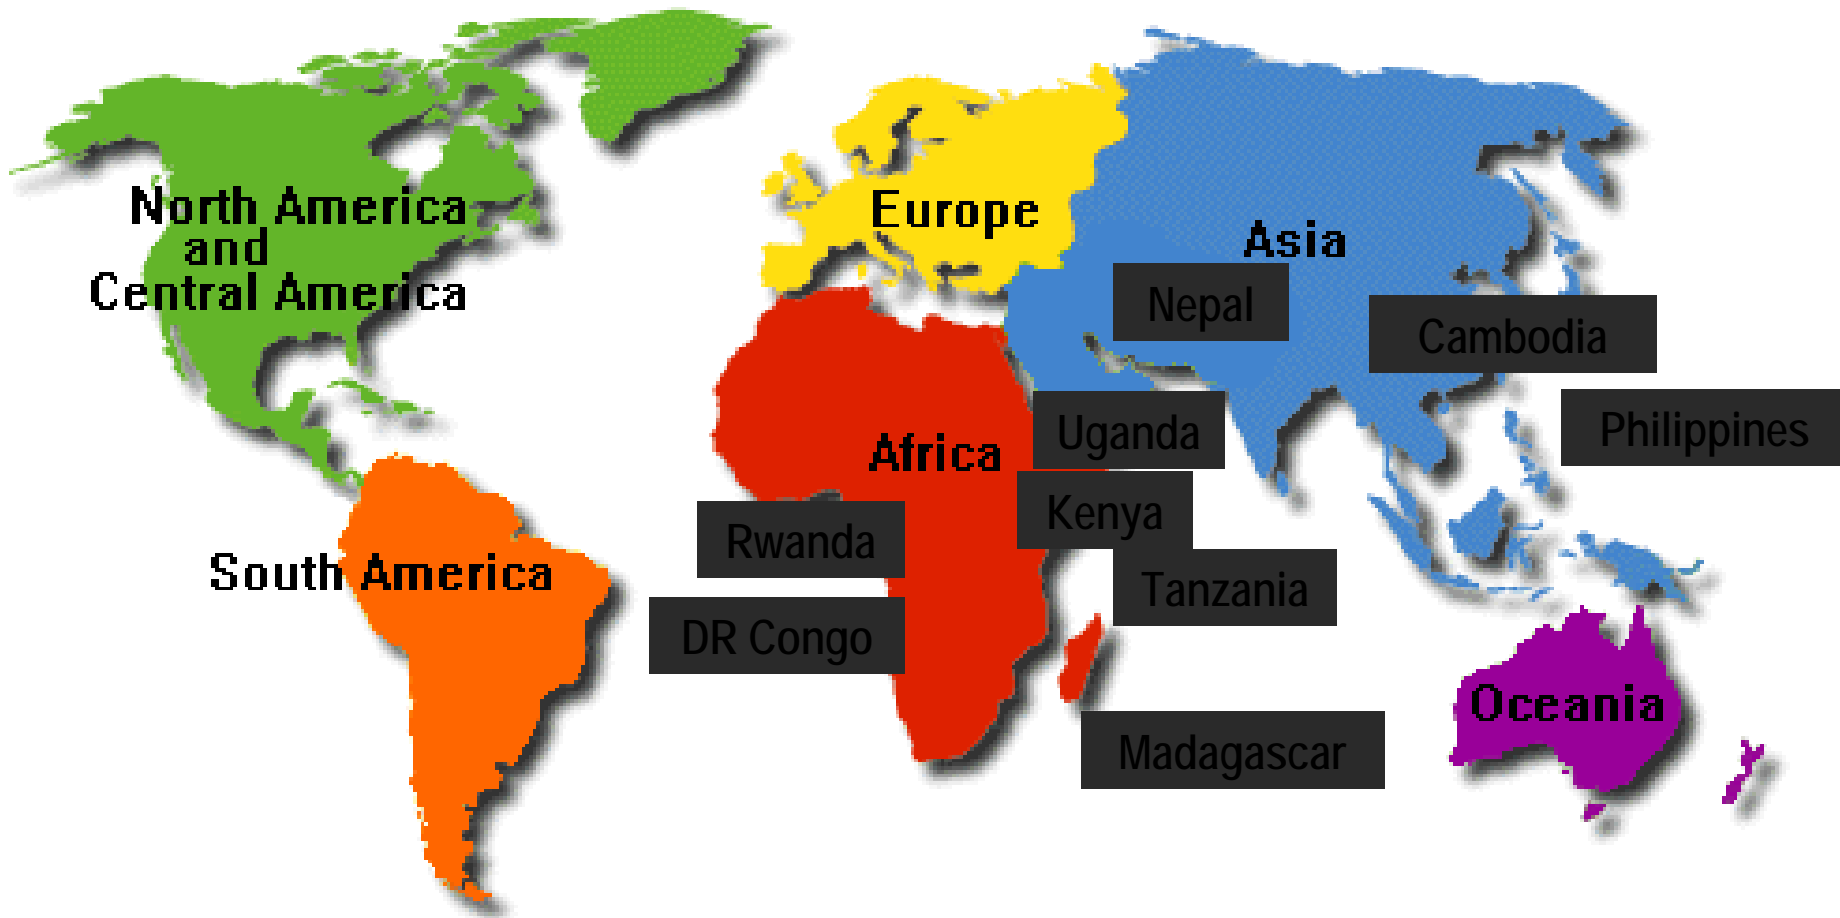 North America
and
Central America
Europe
Asia
Nepal
Cambodia
Philippines
Uganda
Africa
Kenya
Rwanda
Tanzania
South America
DR Congo
Oceania
Madagascar